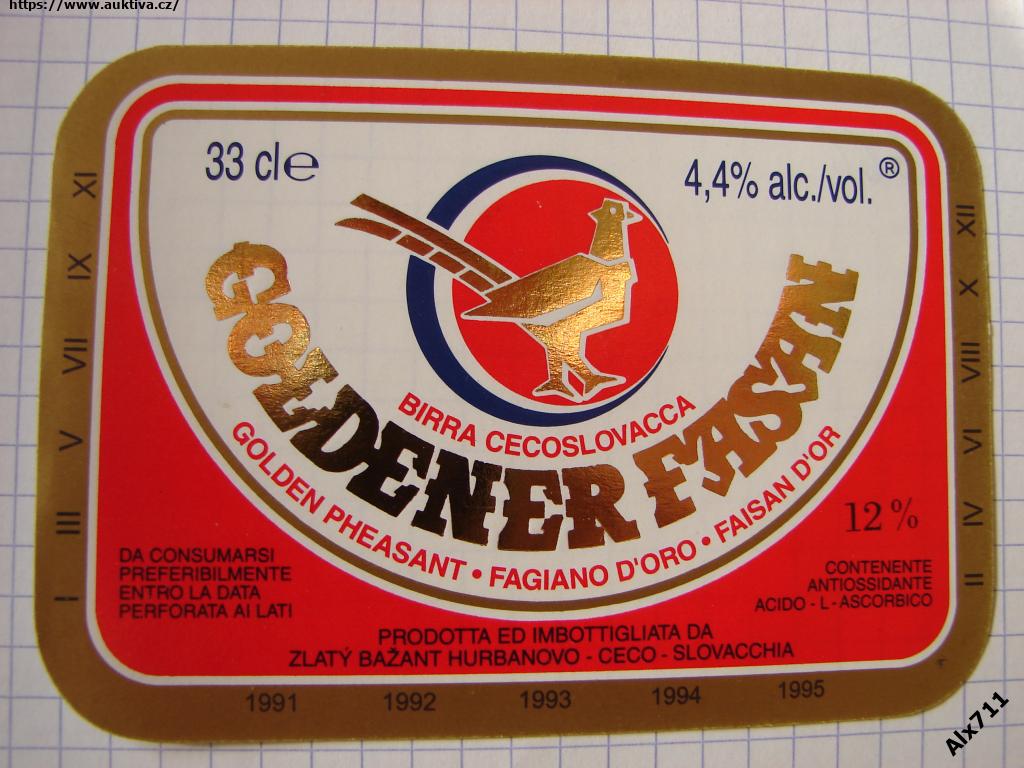 https://www.auktiva.cz/
33 cle
4,4% alc./vol.®
GOLDENER FASAN
BIRRA CECOSLOVACCA
GOLDEN PHEASANT • FAGIANO D'ORO • FAISAN D'OR
12%
DA CONSUMARSI
PREFERIBILMENTE
ENTRO LA DATA
PERFORATA AI LATI
CONTENENTE
ANTIOSSIDANTE
ACIDO - L - ASCORBICO
PRODOTTA ED IMBOTTIGLIATA DA
ZLATÝ BAŽANT HURBANOVO - CECO - SLOVACCHIA
I III V VII IX XI
II IV VI VIII X XII
1991 1992 1993 1994 1995
Alx711